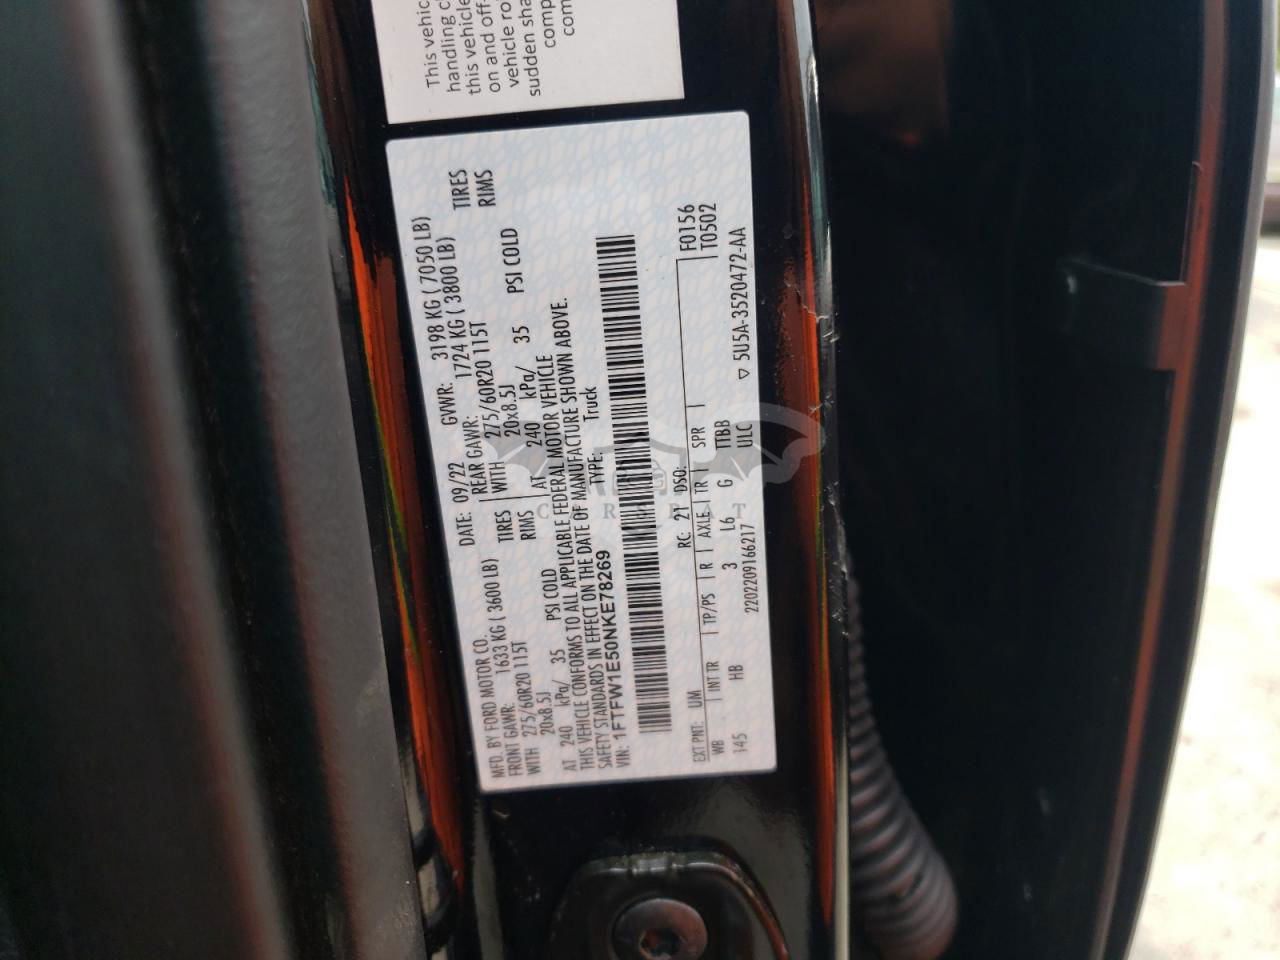 This vehic
handling c
this vehicle
on and off-
vehicle ro
sudden sha
comp
com
MFD. BY FORD MOTOR CO.
DATE: 09/22 GVWR: 3198 KG ( 7050 LB)
FRONT GAWR: 1633 KG ( 3600 LB) REAR GAWR: 1724 KG ( 3800 LB)
WITH 275/60R20 115T TIRES WITH 275/60R20 115T TIRES
20x8.5J RIMS 20x8.5J RIMS
AT 240 kPa/ 35 PSI COLD AT 240 kPa/ 35 PSI COLD
THIS VEHICLE CONFORMS TO ALL APPLICABLE FEDERAL MOTOR VEHICLE
SAFETY STANDARDS IN EFFECT ON THE DATE OF MANUFACTURE SHOWN ABOVE.
VIN: 1FTFW1E50NKE78269 TYPE: Truck
EXT PNT: UM RC: 21 DSO: F0156
WB INT TR TP/PS R AXLE TR SPR T0502
145 HB 3 L6 G TTBB
2202209166217 ULC ▽ 5U5A-3520472-AA
CARSBAT